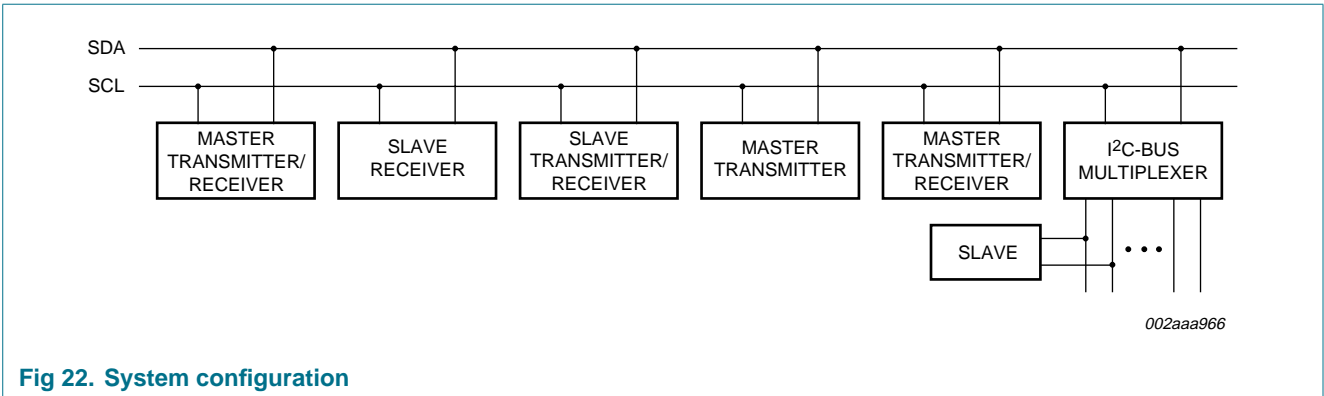 SDA
SCL
MASTER
TRANSMITTER/
RECEIVER
SLAVE
RECEIVER
SLAVE
TRANSMITTER/
RECEIVER
MASTER
TRANSMITTER
MASTER
TRANSMITTER/
RECEIVER
I²C-BUS
MULTIPLEXER
SLAVE
002aaa966
Fig 22. System configuration